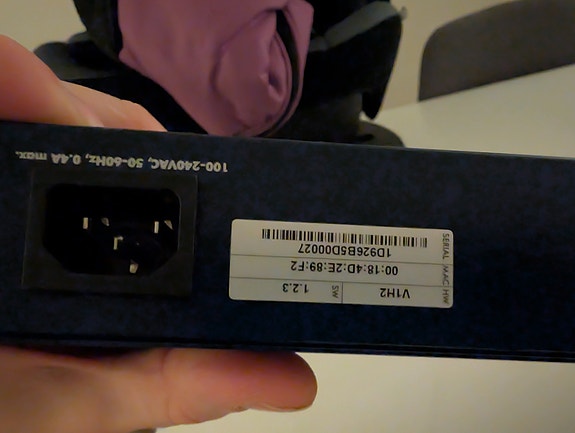 100-240VAC, 50-60Hz, 0.4A max.
V1H2 SW 1.2.3
00:18:4D:2E:89:F2
1D926B5D00027
SERIAL MAC HW